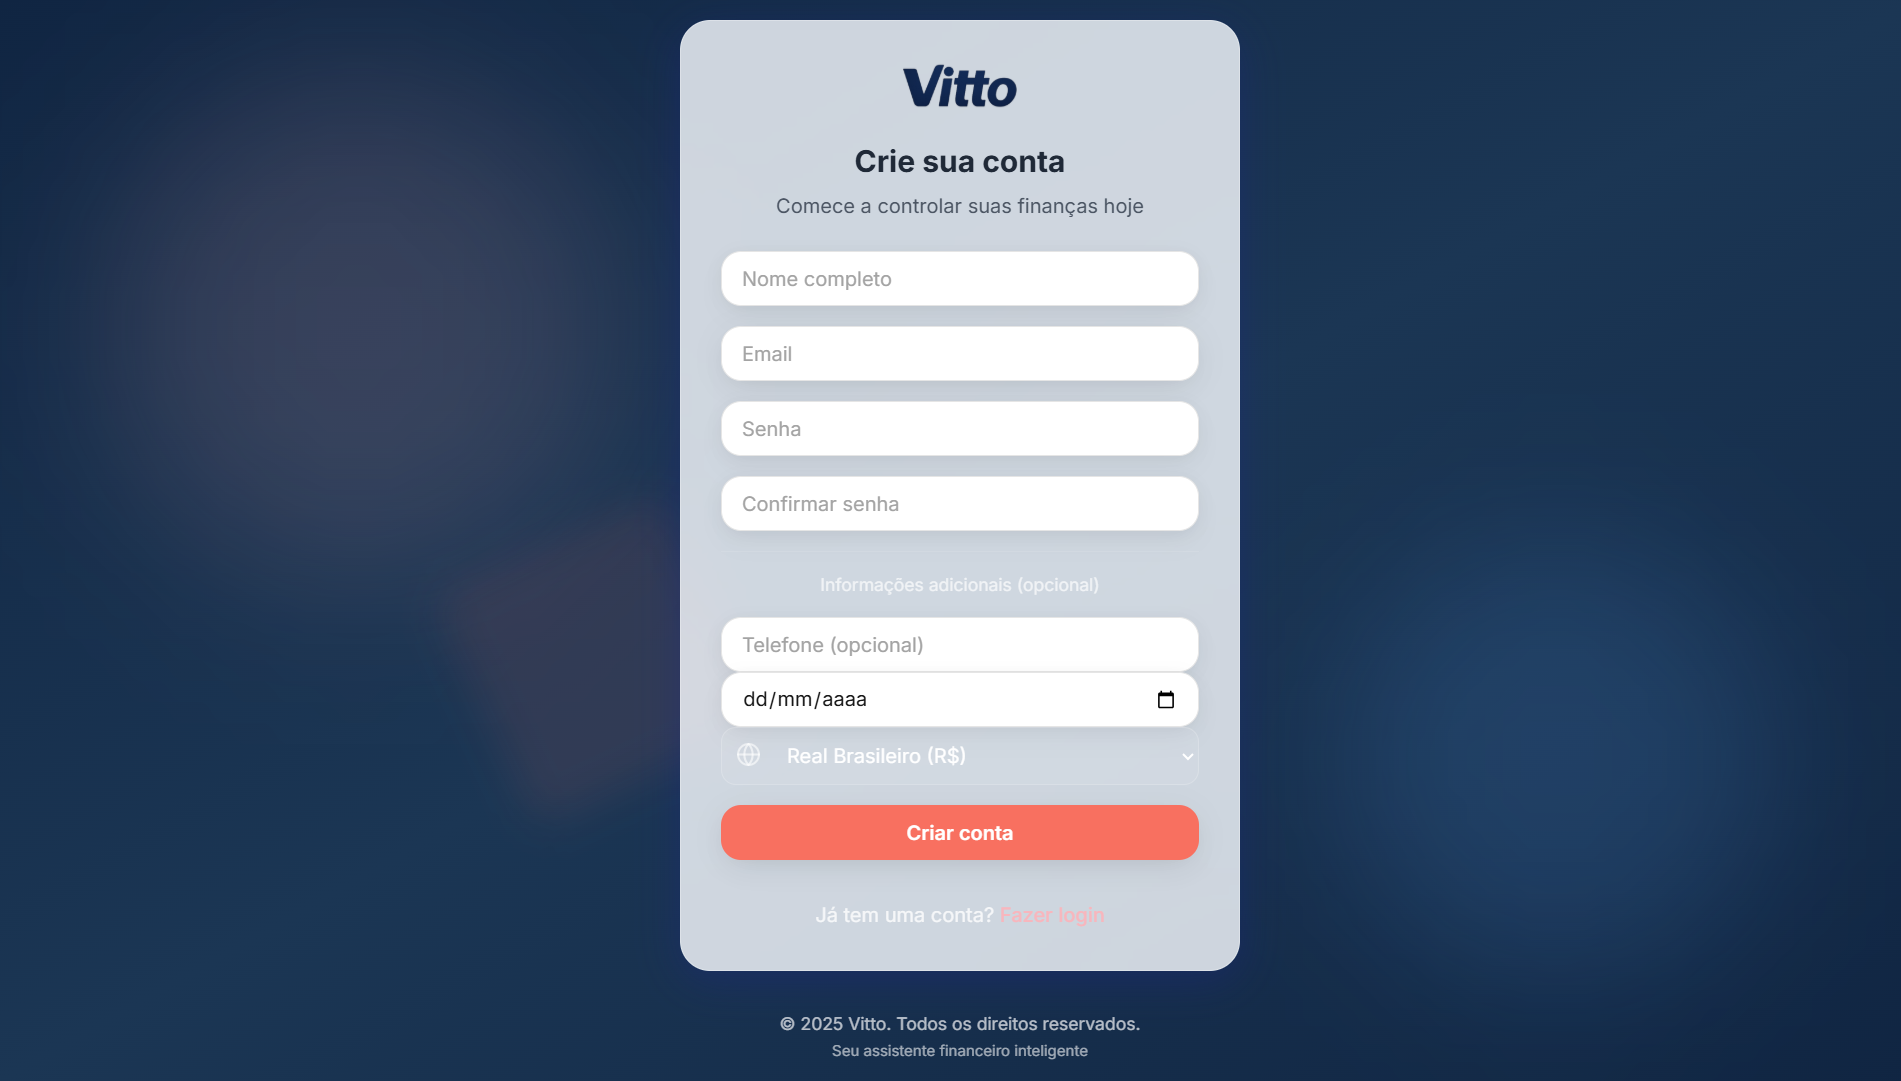 Vitto
Crie sua conta
Comece a controlar suas finanças hoje
Nome completo
Email
Senha
Confirmar senha
Informações adicionais (opcional)
Telefone (opcional)
dd/mm/aaaa
Real Brasileiro (R$)
Criar conta
Já tem uma conta? Fazer login
© 2025 Vitto. Todos os direitos reservados.
Seu assistente financeiro inteligente